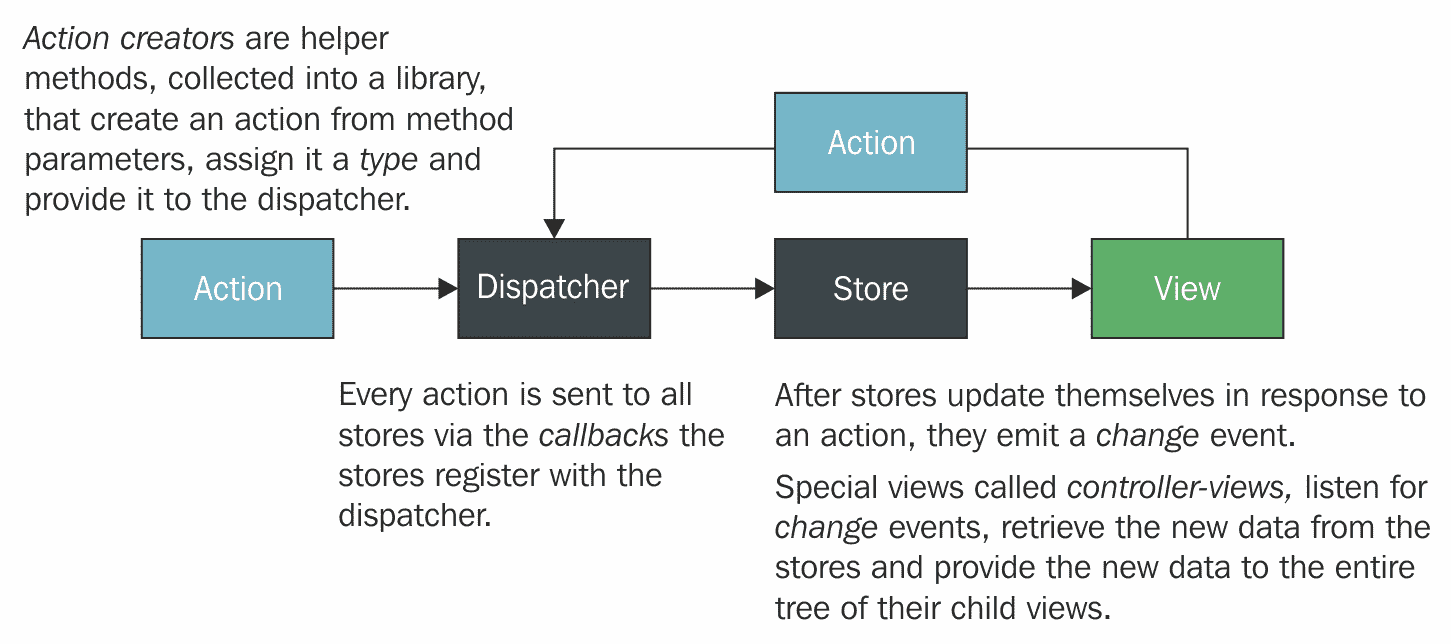 Action creators are helper
methods, collected into a library,
that create an action from method
parameters, assign it a type and
provide it to the dispatcher.
Action
Action
Dispatcher
Store
View
Every action is sent to all
stores via the callbacks the
stores register with the
dispatcher.
After stores update themselves in response to
an action, they emit a change event.
Special views called controller-views, listen for
change events, retrieve the new data from the
stores and provide the new data to the entire
tree of their child views.